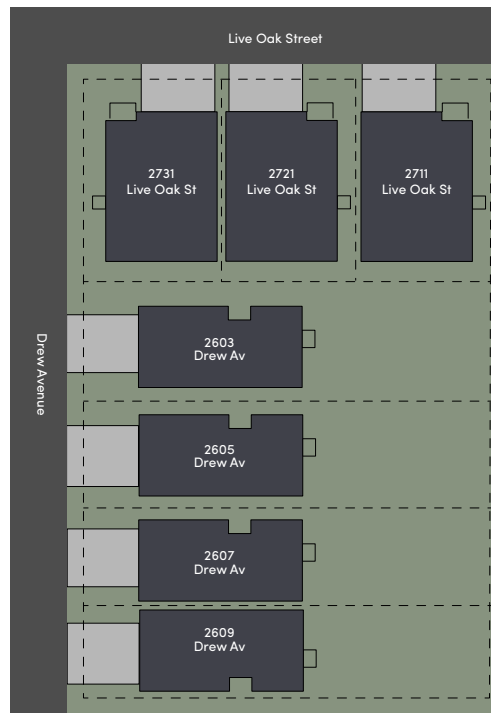 Live Oak Street
2731
Live Oak St
2721
Live Oak St
2711
Live Oak St
Drew Avenue
2603
Drew Av
2605
Drew Av
2607
Drew Av
2609
Drew Av